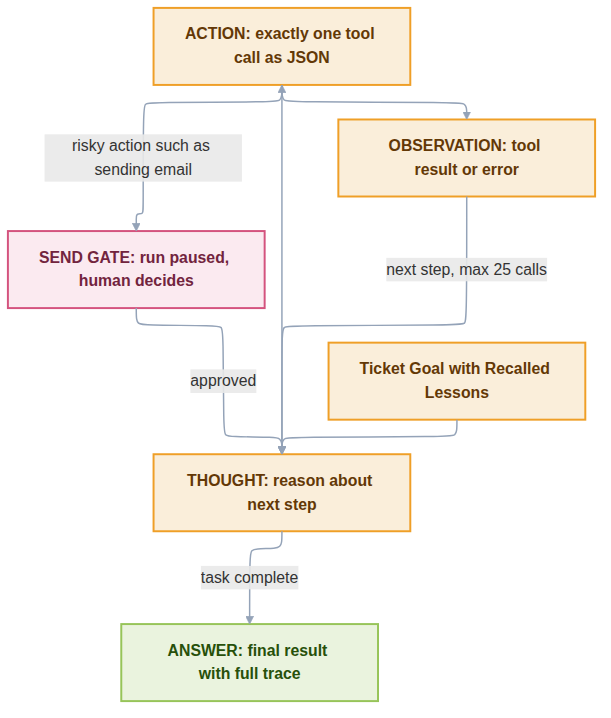 ACTION: exactly one tool
call as JSON
risky action such as
sending email
OBSERVATION: tool
result or error
SEND GATE: run paused,
human decides
next step, max 25 calls
Ticket Goal with Recalled
Lessons
approved
THOUGHT: reason about
next step
task complete
ANSWER: final result
with full trace